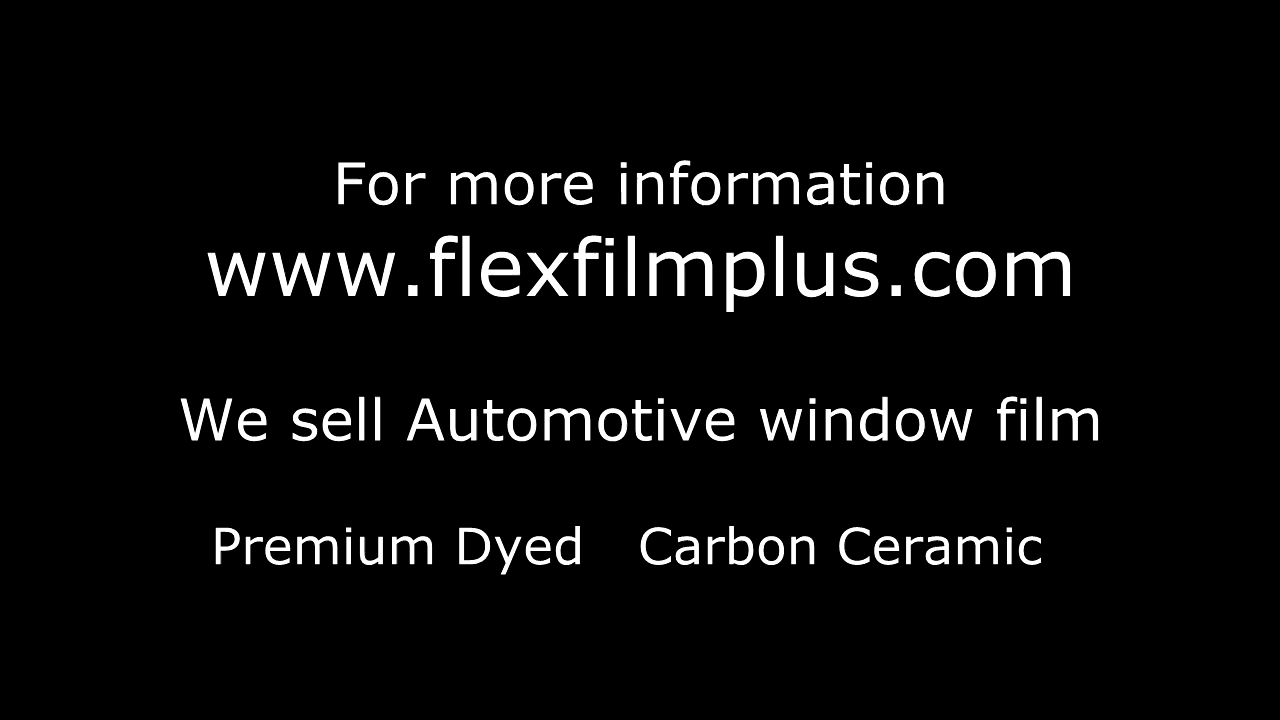 For more information
www.flexfilmplus.com
We sell Automotive window film
Premium Dyed Carbon Ceramic